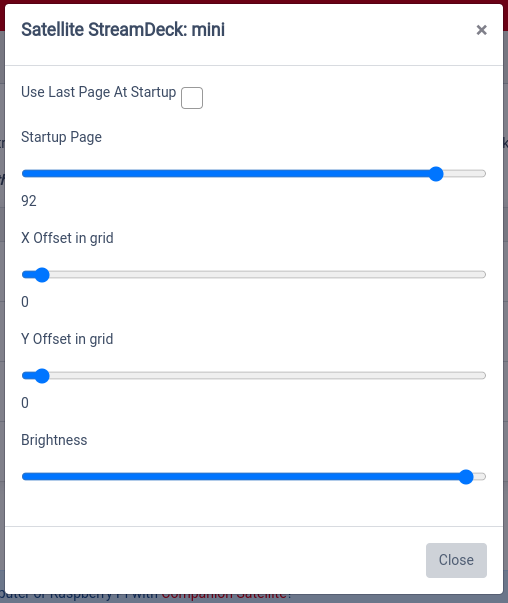 Satellite StreamDeck: mini
×
Use Last Page At Startup
Startup Page
92
X Offset in grid
0
Y Offset in grid
0
Brightness
Close
outer or Raspberry Pi with Companion Satellite!